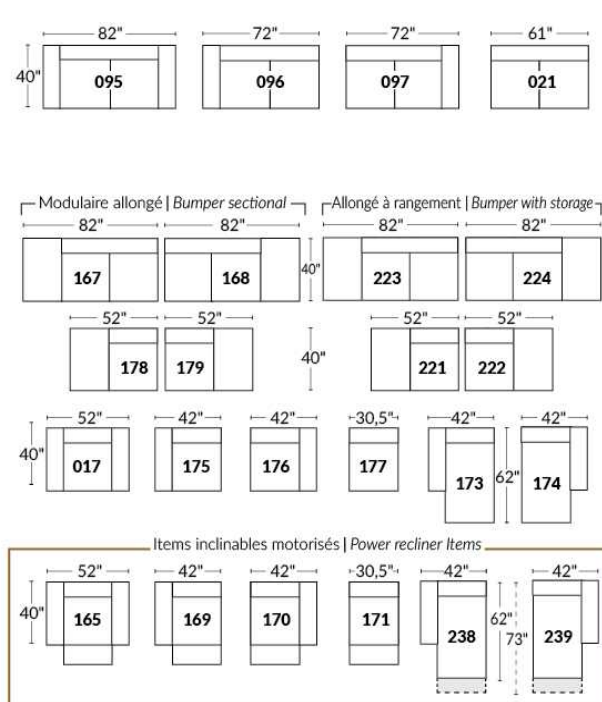 82" 72" 72" 61"
40" 095 096 097 021
Modulaire allongé | Bumper sectional Allongé à rangement | Bumper with storage
82" 82" 82" 82"
167 168 40" 223 224
52" 52" 52" 52"
178 179 40" 221 222
52" 42" 42" 30,5" 42" 42"
40" 017 175 176 177 173 62" 174
Items inclinables motorisés | Power recliner Items
52" 42" 42" 30,5" 42" 42"
40" 165 169 170 171 238 62" 73" 239